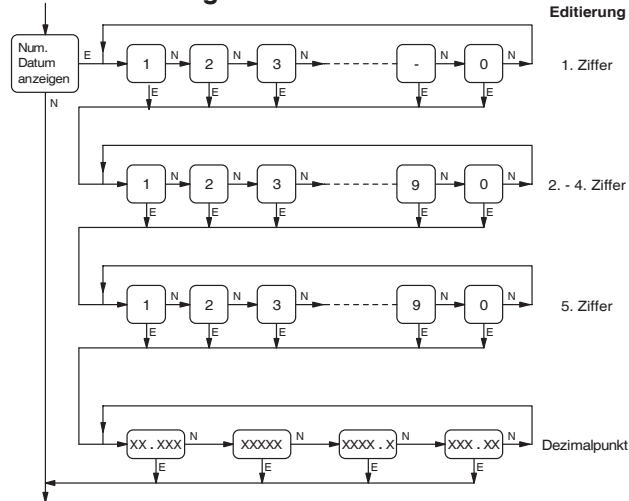 Editierung
Num.
Datum
anzeigen
E
N
1 N 2 N 3 N - N 0 N
1. Ziffer
E E E E E
1 N 2 N 3 N 9 N 0 N
2. - 4. Ziffer
E E E E E
1 N 2 N 3 N 9 N 0 N
5. Ziffer
E E E E E
XX.XXX N XXXXX N XXXX.X N XXX.XX N
Dezimalpunkt
E E E E